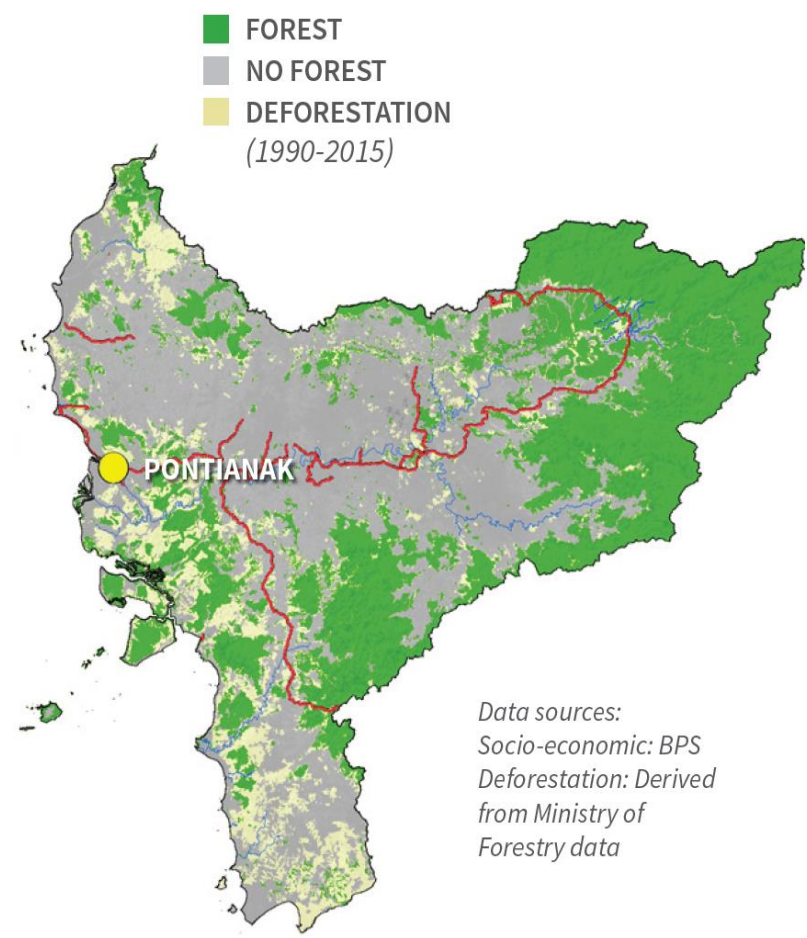 FOREST
NO FOREST
DEFORESTATION
(1990-2015)
PONTIANAK
Data sources:
Socio-economic: BPS
Deforestation: Derived
from Ministry of
Forestry data